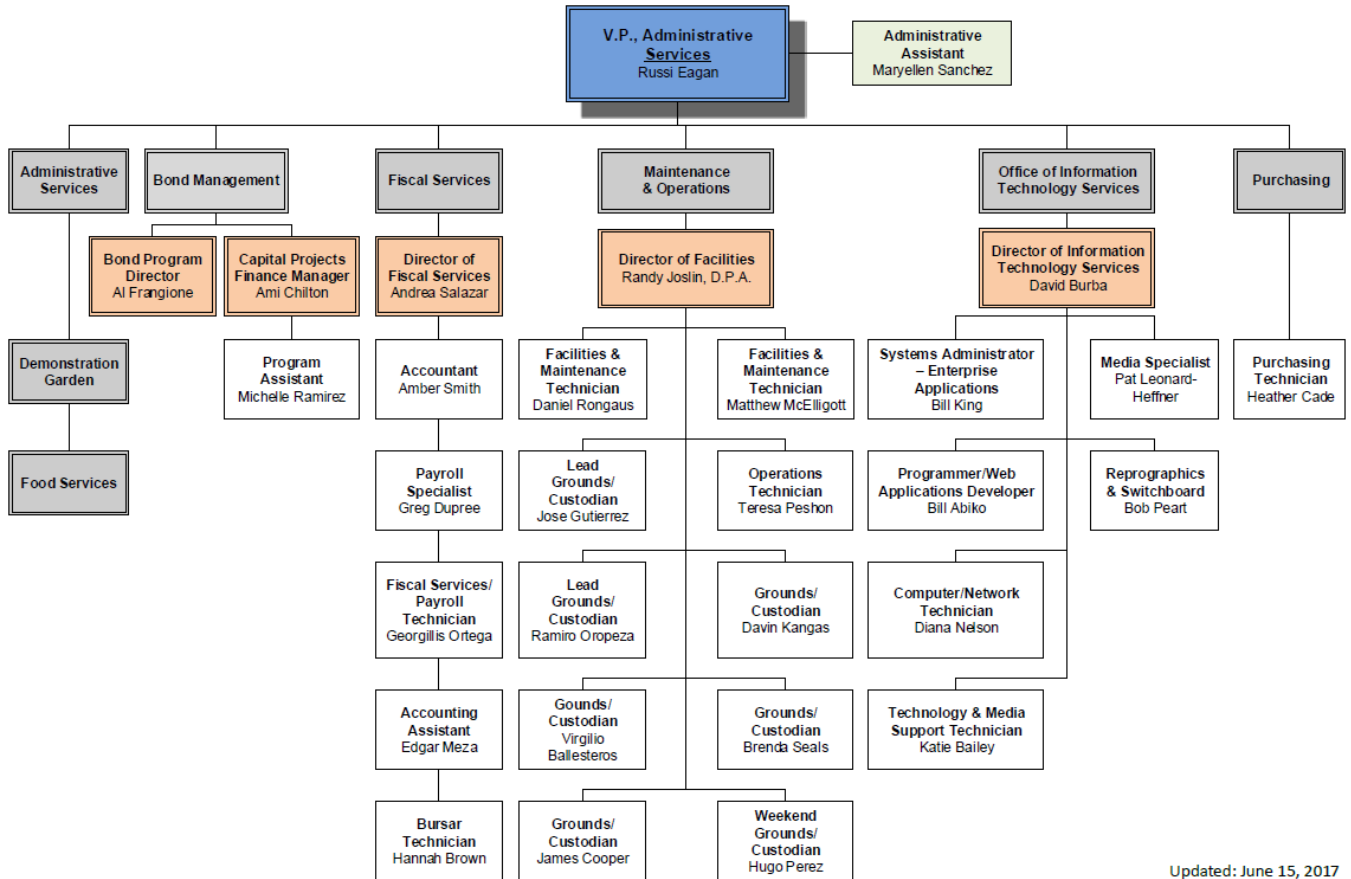 V.P., Administrative
Services
Russi Eagan
Administrative
Assistant
Maryellen Sanchez
Administrative
Services
Bond Management
Fiscal Services
Maintenance
& Operations
Office of Information
Technology Services
Purchasing
Bond Program
Director
Al Frangione
Capital Projects
Finance Manager
Ami Chilton
Director of
Fiscal Services
Andrea Salazar
Director of Facilities
Randy Joslin, D.P.A.
Director of Information
Technology Services
David Burba
Demonstration
Garden
Program
Assistant
Michelle Ramirez
Accountant
Amber Smith
Facilities &
Maintenance
Technician
Daniel Rongaus
Facilities &
Maintenance
Technician
Matthew McElligott
Systems Administrator
– Enterprise
Applications
Bill King
Media Specialist
Pat Leonard-
Heffner
Purchasing
Technician
Heather Cade
Food Services
Payroll
Specialist
Greg Dupree
Lead
Grounds/
Custodian
Jose Gutierrez
Operations
Technician
Teresa Peshon
Programmer/Web
Applications Developer
Bill Abiko
Reprographics
& Switchboard
Bob Peart
Fiscal Services/
Payroll
Technician
Georgillis Ortega
Lead
Grounds/
Custodian
Ramiro Oropeza
Grounds/
Custodian
Davin Kangas
Computer/Network
Technician
Diana Nelson
Accounting
Assistant
Edgar Meza
Gounds/
Custodian
Virgilio
Ballesteros
Grounds/
Custodian
Brenda Seals
Technology & Media
Support Technician
Katie Bailey
Bursar
Technician
Hannah Brown
Grounds/
Custodian
James Cooper
Weekend
Grounds/
Custodian
Hugo Perez
Updated: June 15, 2017